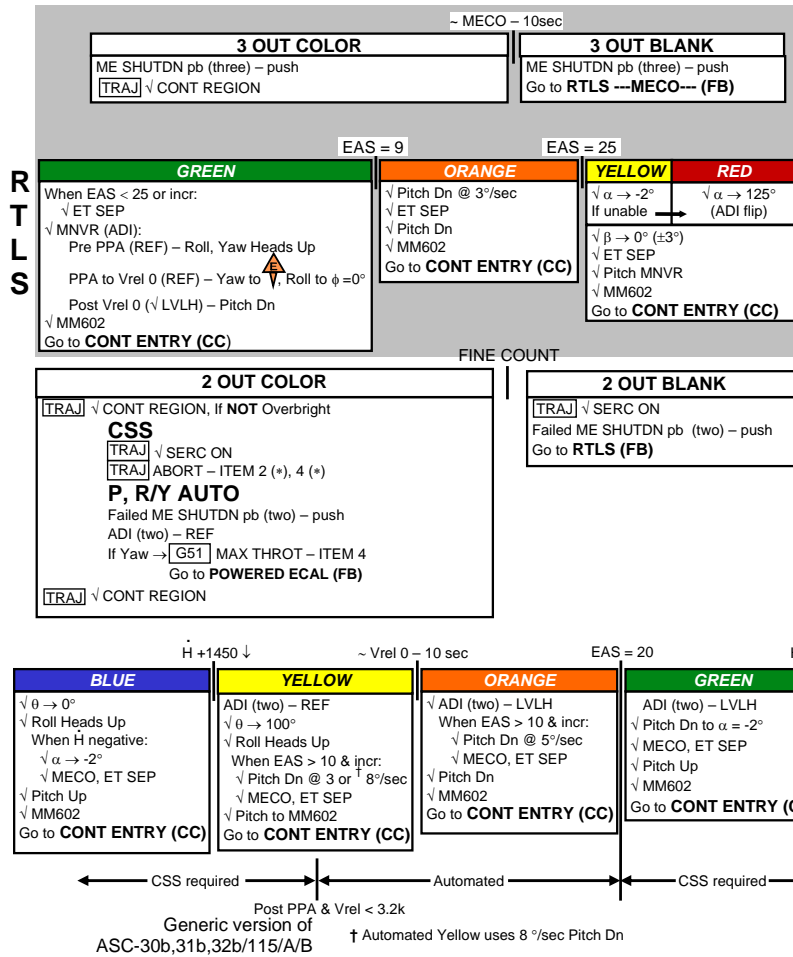 ~ MECO – 10sec
3 OUT COLOR
ME SHUTDN pb (three) – push
TRAJ √ CONT REGION
3 OUT BLANK
ME SHUTDN pb (three) – push
Go to RTLS ---MECO--- (FB)
EAS = 9
EAS = 25
R
T
L
S
GREEN
When EAS < 25 or incr:
√ ET SEP
√ MNVR (ADI):
Pre PPA (REF) – Roll, Yaw Heads Up
PPA to Vrel 0 (REF) – Yaw to E, Roll to ϕ =0°
Post Vrel 0 (√ LVLH) – Pitch Dn
√ MM602
Go to CONT ENTRY (CC)
ORANGE
√ Pitch Dn @ 3°/sec
√ ET SEP
√ Pitch Dn
√ MM602
Go to CONT ENTRY (CC)
YELLOW
√ α → -2°
If unable
RED
√ α → 125°
(ADI flip)
√ β → 0° (±3°)
√ ET SEP
√ Pitch MNVR
√ MM602
Go to CONT ENTRY (CC)
FINE COUNT
2 OUT COLOR
TRAJ √ CONT REGION, If NOT Overbright
CSS
TRAJ √ SERC ON
TRAJ ABORT – ITEM 2 (∗), 4 (∗)
P, R/Y AUTO
Failed ME SHUTDN pb (two) – push
ADI (two) – REF
If Yaw → G51 MAX THROT – ITEM 4
Go to POWERED ECAL (FB)
TRAJ √ CONT REGION
2 OUT BLANK
TRAJ √ SERC ON
Failed ME SHUTDN pb (two) – push
Go to RTLS (FB)
Ḣ +1450 ↓
~ Vrel 0 – 10 sec
EAS = 20
BLUE
√ θ → 0°
√ Roll Heads Up
When Ḣ negative:
√ α → -2°
√ MECO, ET SEP
√ Pitch Up
√ MM602
Go to CONT ENTRY (CC)
YELLOW
ADI (two) – REF
√ θ → 100°
√ Roll Heads Up
When EAS > 10 & incr:
√ Pitch Dn @ 3 or † 8°/sec
√ MECO, ET SEP
√ Pitch to MM602
Go to CONT ENTRY (CC)
ORANGE
√ ADI (two) – LVLH
When EAS > 10 & incr:
√ Pitch Dn @ 5°/sec
√ MECO, ET SEP
√ Pitch Dn
√ MM602
Go to CONT ENTRY (CC)
GREEN
ADI (two) – LVLH
√ Pitch Dn to α = -2°
√ MECO, ET SEP
√ Pitch Up
√ MM602
Go to CONT ENTRY (
CSS required
Automated
CSS required
Post PPA & Vrel < 3.2k
Generic version of
ASC-30b,31b,32b/115/A/B
† Automated Yellow uses 8 °/sec Pitch Dn